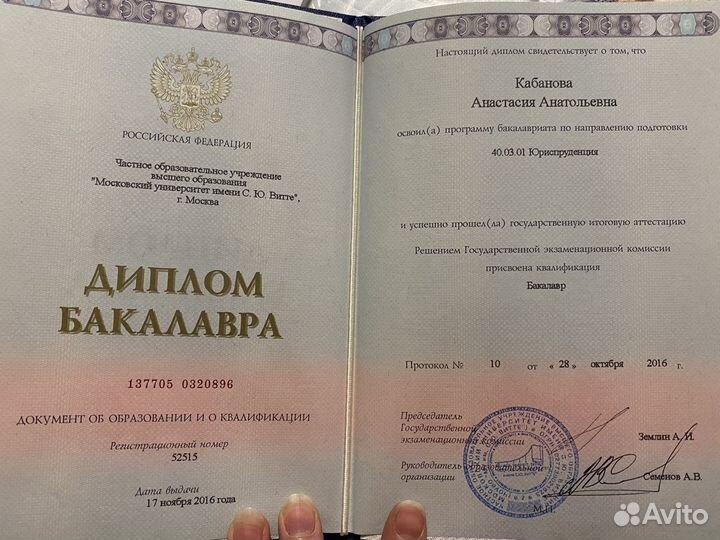 РОССИЙСКАЯ ФЕДЕРАЦИЯ
Частное образовательное учреждение
высшего образования
"Московский университет имени С. Ю. Витте",
г. Москва
ДИПЛОМ
БАКАЛАВРА
137705 0320896
ДОКУМЕНТ ОБ ОБРАЗОВАНИИ И О КВАЛИФИКАЦИИ
Регистрационный номер
52515
Дата выдачи
17 ноября 2016 года
Настоящий диплом свидетельствует о том, что
Кабанова
Анастасия Анатольевна
освоил(а) программу бакалавриата по направлению подготовки
40.03.01 Юриспруденция
и успешно прошел(ла) государственную итоговую аттестацию
Решением Государственной экзаменационной комиссии
присвоена квалификация
Бакалавр
Протокол № 10 от « 28 » октября 2016 г.
Председатель
Государственной
экзаменационной комиссии
Землин А. И.
Руководитель образовательной
организации
Семенов А.В.
М.П.
Avito